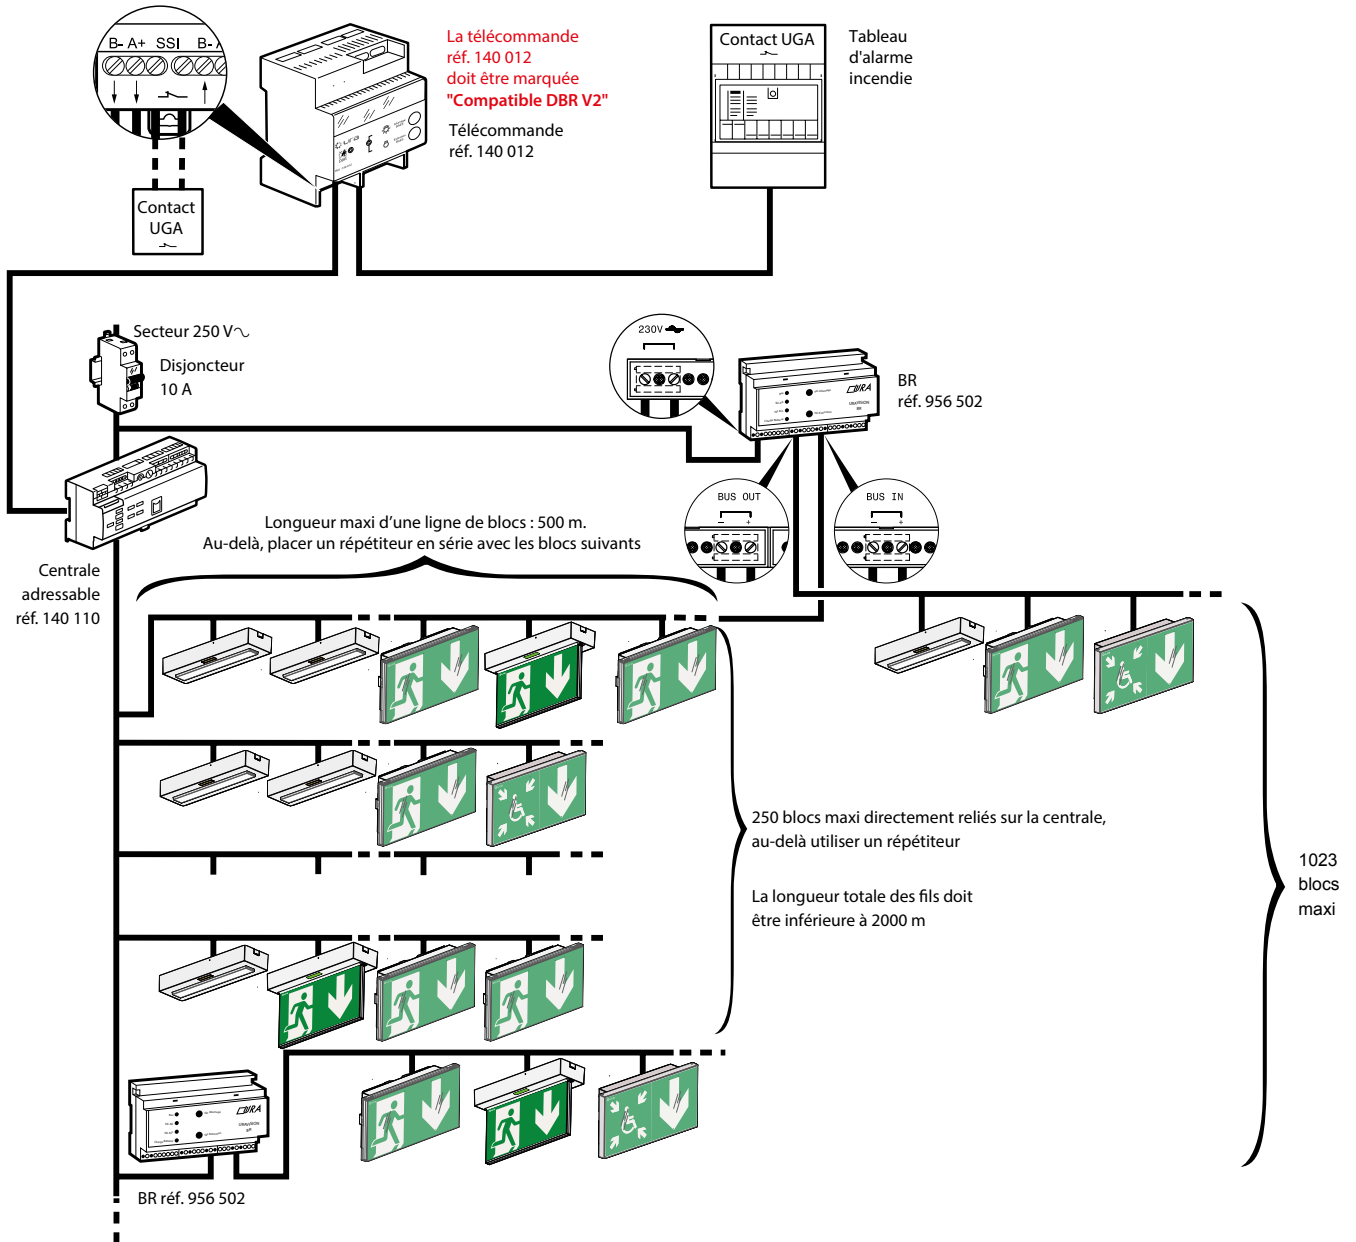 B- A+ SSI B-
La télécommande
réf. 140 012
doit être marquée
"Compatible DBR V2"
Télécommande
réf. 140 012
ura
Contact UGA
Tableau
d'alarme
incendie
Contact
UGA
Secteur 250 V
Disjoncteur
10 A
230V
URA
BR
réf. 956 502
BUS OUT
- +
BUS IN
- +
Longueur maxi d'une ligne de blocs : 500 m.
Au-delà, placer un répétiteur en série avec les blocs suivants
Centrale
adressable
réf. 140 110
250 blocs maxi directement reliés sur la centrale,
au-delà utiliser un répétiteur
La longueur totale des fils doit
être inférieure à 2000 m
1023
blocs
maxi
URA
BR réf. 956 502